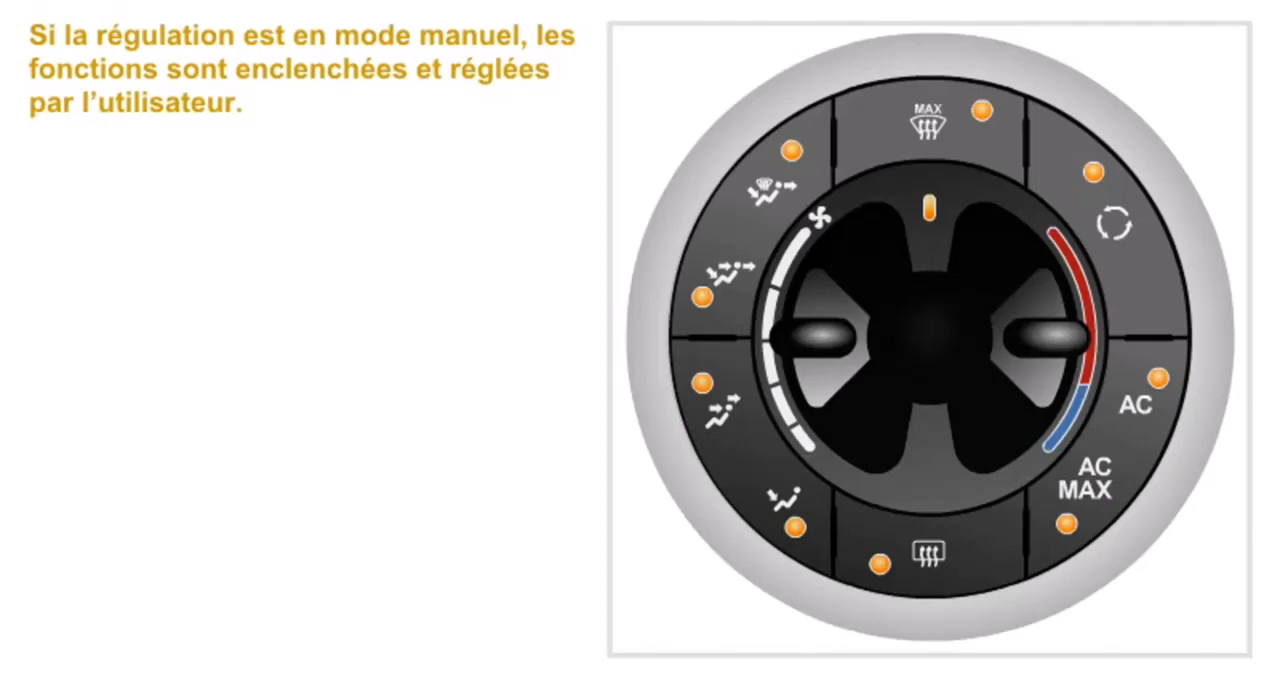 Si la régulation est en mode manuel, les
fonctions sont enclenchées et réglées
par l’utilisateur.
MAX
AC
AC
MAX